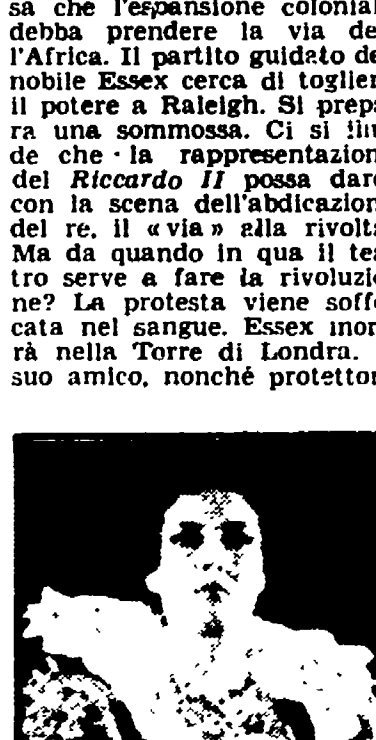 sa che l'espansione colonial
debba prendere la via de
l'Africa. Il partito guidato de
nobile Essex cerca di toglier
il potere a Raleigh. Si prepa
ra una sommossa. Ci si illu
de che la rappresentazion
del Riccardo II possa dare
con la scena dell'abdicazion
del re, il «via» alla rivolta
Ma da quando in qua il tea
tro serve a fare la rivoluzio
ne? La protesta viene soffo
cata nel sangue. Essex mor
rà nella Torre di Londra.
suo amico, nonché protettor